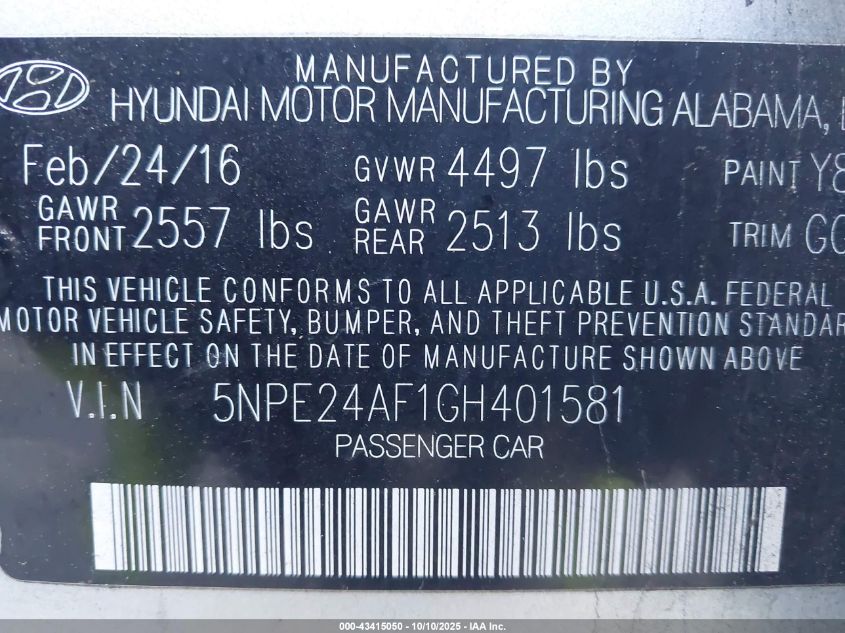 MANUFACTURED BY
HYUNDAI MOTOR MANUFACTURING ALABAMA,
Feb/24/16 GVWR 4497 lbs PAINT Y8
GAWR FRONT 2557 lbs GAWR REAR 2513 lbs TRIM
THIS VEHICLE CONFORMS TO ALL APPLICABLE U.S.A. FEDERAL
MOTOR VEHICLE SAFETY, BUMPER, AND THEFT PREVENTION STANDAR
IN EFFECT ON THE DATE OF MANUFACTURE SHOWN ABOVE
V.I.N 5NPE24AF1GH401581
PASSENGER CAR
000-43415050 - 10/10/2025 - IAA Inc.